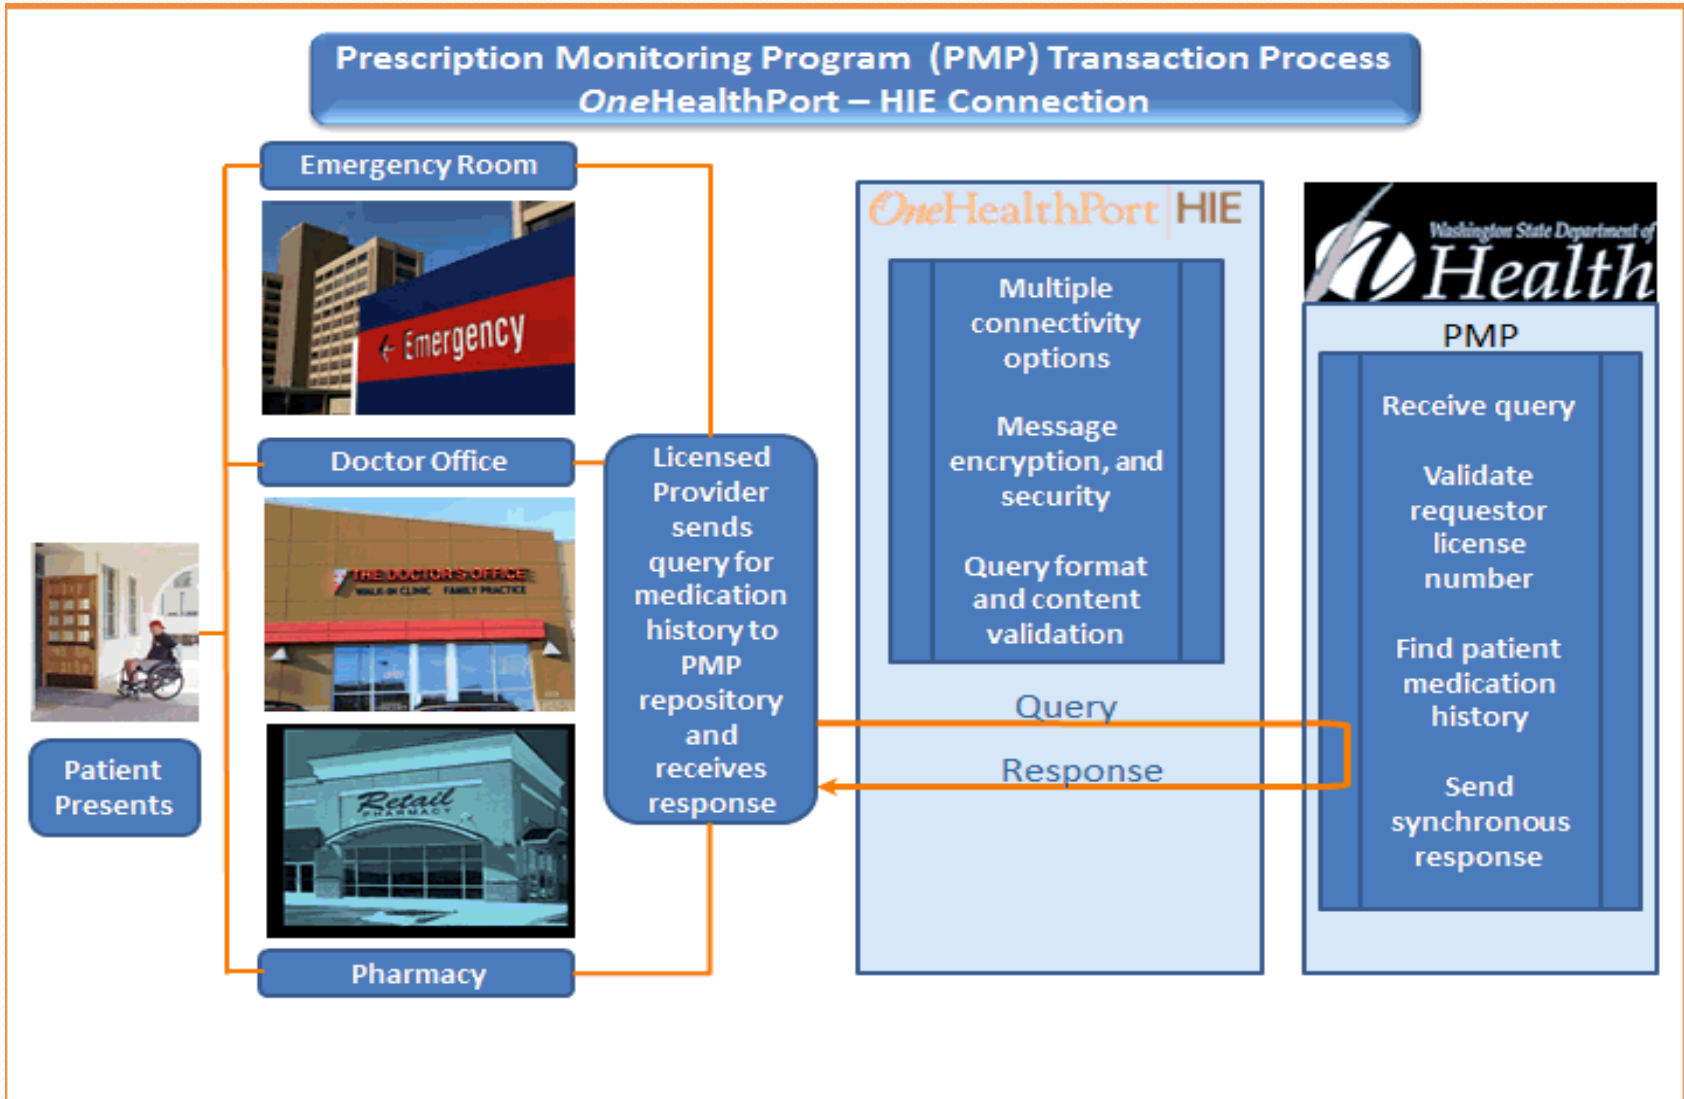 Prescription Monitoring Program (PMP) Transaction Process
OneHealthPort – HIE Connection
Emergency Room
← Emergency
Doctor Office
THE DOCTOR'S OFFICE
WALK-IN CLINIC FAMILY PRACTICE
Retail
PHARMACY
Pharmacy
Patient
Presents
Licensed
Provider
sends
query for
medication
history to
PMP
repository
and
receives
response
OneHealthPort HIE
Multiple
connectivity
options
Message
encryption, and
security
Query format
and content
validation
Query
Response
Washington State Department of
Health
PMP
Receive query
Validate
requestor
license
number
Find patient
medication
history
Send
synchronous
response